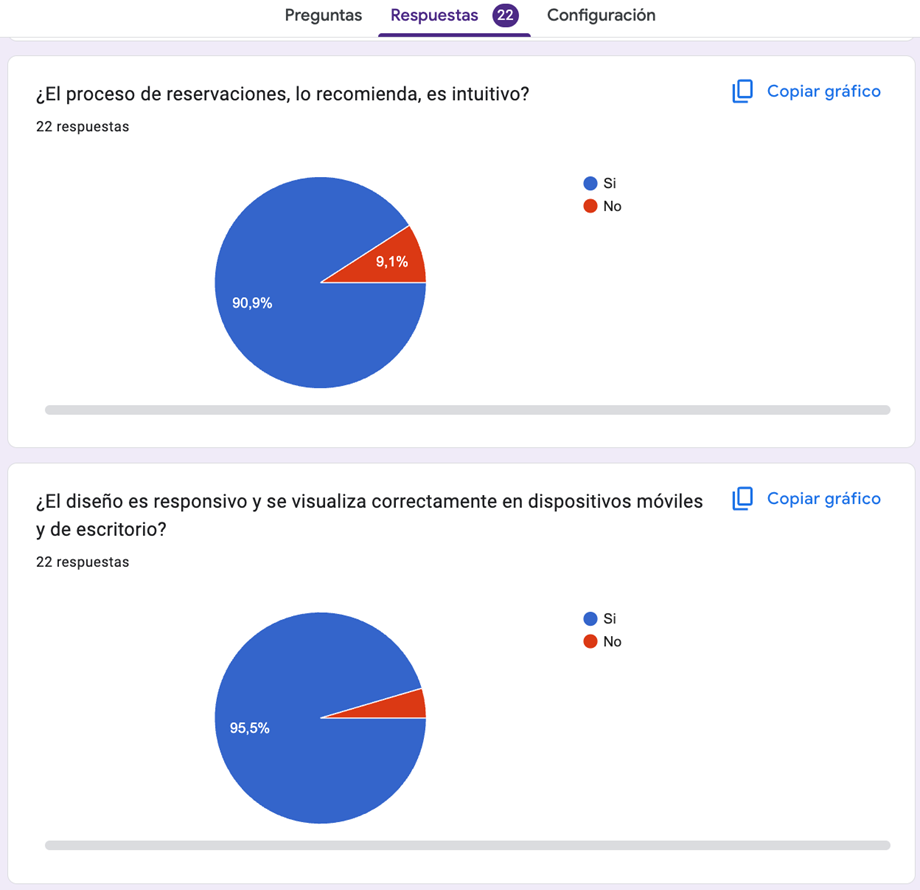 Preguntas Respuestas 22 Configuración
¿El proceso de reservaciones, lo recomienda, es intuitivo?
Copiar gráfico
22 respuestas
Si
No
9,1%
90,9%
¿El diseño es responsivo y se visualiza correctamente en dispositivos móviles
y de escritorio?
Copiar gráfico
22 respuestas
Si
No
95,5%